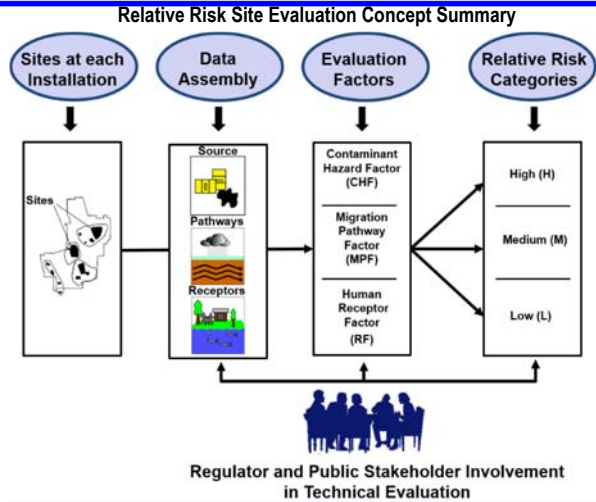 Relative Risk Site Evaluation Concept Summary
Sites at each
Installation
Data
Assembly
Evaluation
Factors
Relative Risk
Categories
Sites
Source
Pathways
Receptors
Contaminant
Hazard Factor
(CHF)
Migration
Pathway
Factor
(MPF)
Human
Receptor
Factor
(RF)
High (H)
Medium (M)
Low (L)
Regulator and Public Stakeholder Involvement
in Technical Evaluation